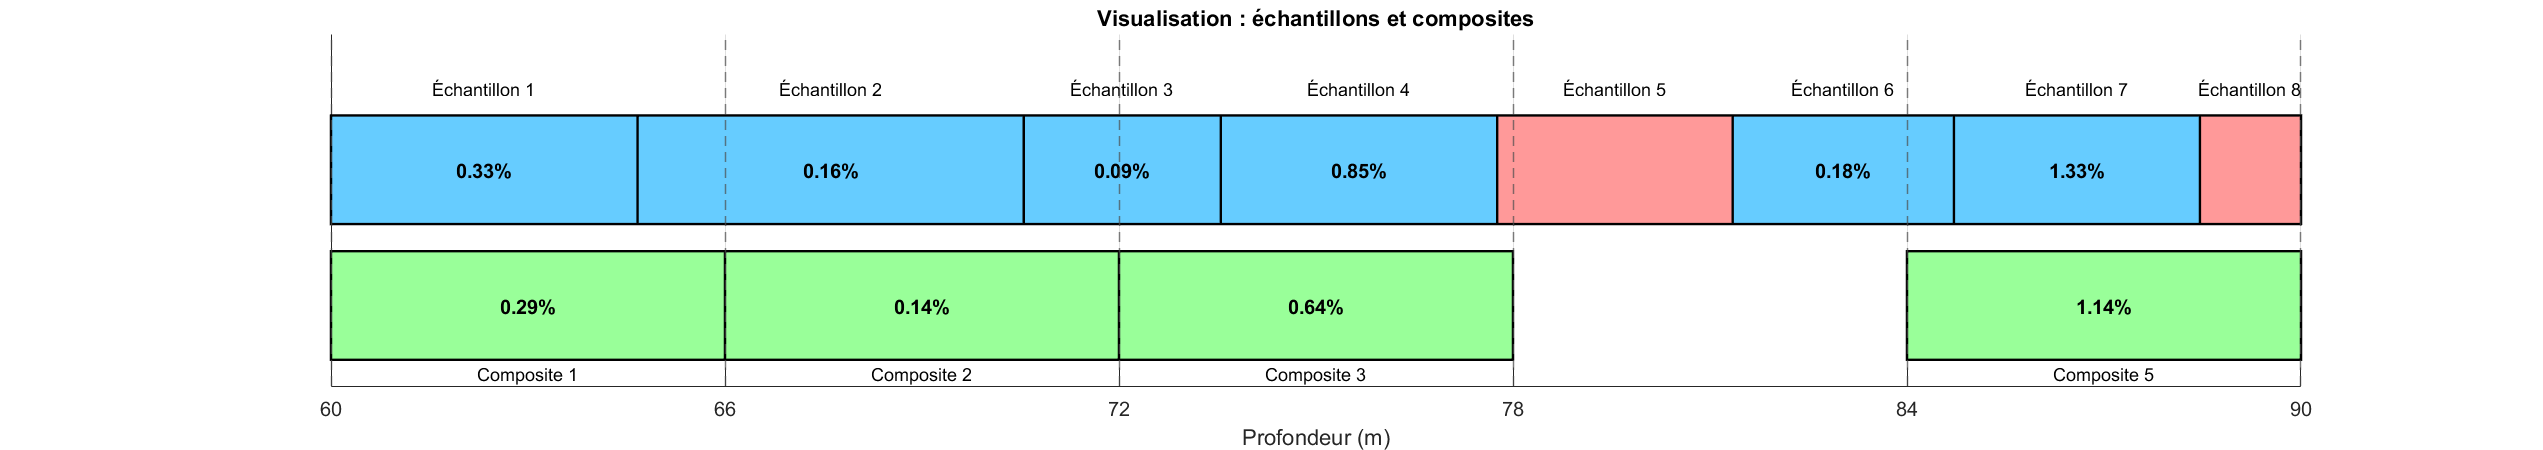 Visualisation : échantillons et composites
Échantillon 1 Échantillon 2 Échantillon 3 Échantillon 4 Échantillon 5 Échantillon 6 Échantillon 7 Échantillon 8
0.33% 0.16% 0.09% 0.85% 0.18% 1.33%
0.29% 0.14% 0.64% 1.14%
Composite 1 Composite 2 Composite 3 Composite 5
60 66 72 78 84 90
Profondeur (m)